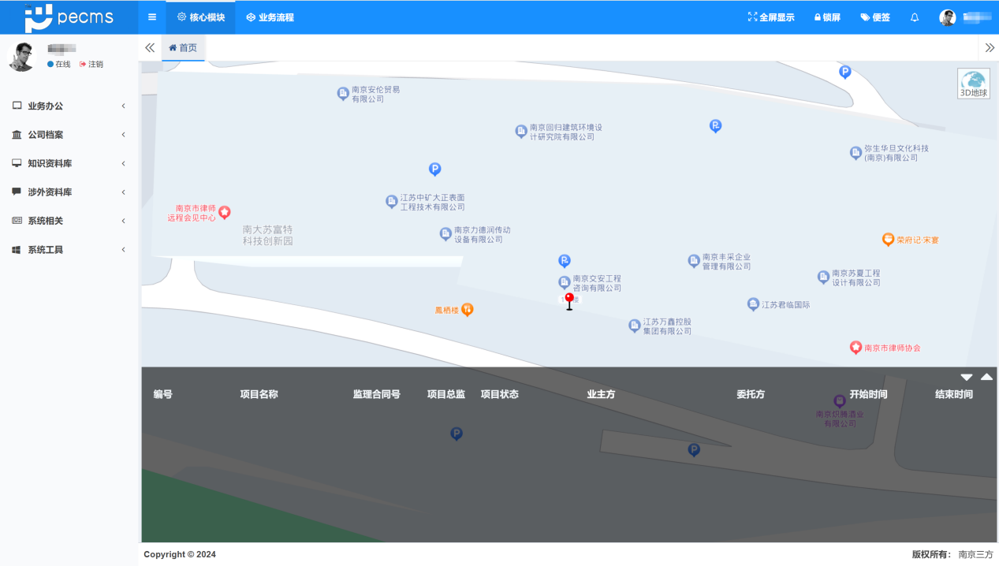 pecms
核心模块
业务流程
全屏显示
锁屏
便签
在线
注销
首页
业务办公
公司档案
知识资料库
涉外资料库
系统相关
系统工具
3D地球
P
南京安伦贸易
有限公司
南京回归建筑环境设
计研究院有限公司
弥生华旦文化科技
(南京)有限公司
P
江苏中矿大正表面
工程技术有限公司
南京市律师
远程会见中心
南大苏富特
科技创新园
南京力德润传动
设备有限公司
荣府记·宋宴
南京丰采企业
管理有限公司
南京交安工程
咨询有限公司
南京苏夏工程
设计有限公司
凤栖楼
江苏君临国际
江苏万鑫控股
集团有限公司
南京市律师协会
编号
项目名称
监理合同号
项目总监
项目状态
业主方
委托方
开始时间
结束时间
南京炽腾酒业
有限公司
P
P
Copyright © 2024
版权所有： 南京三方